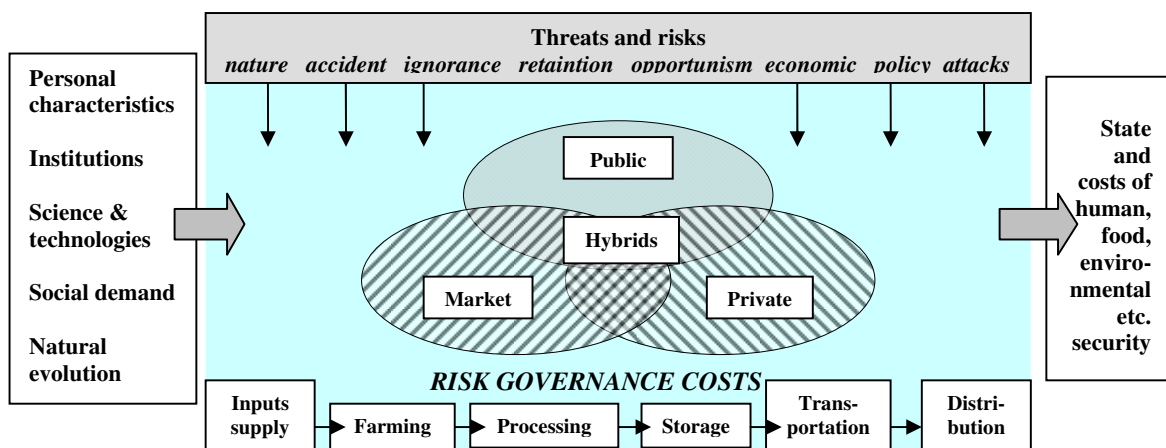 Threats and risks
nature accident ignorance retaintion opportunism economic policy attacks
Personal
characteristics
Institutions
Science &
technologies
Social demand
Natural
evolution
Public
Hybrids
Market
Private
RISK GOVERNANCE COSTS
Inputs
supply
Farming
Processing
Storage
Trans-
portation
Distri-
bution
State
and
costs of
human,
food,
enviro-
nmental
etc.
security